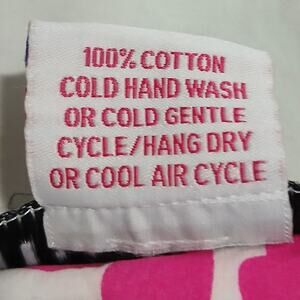 100% COTTON
COLD HAND WASH
OR COLD GENTLE
CYCLE/HANG DRY
OR COOL AIR CYCLE